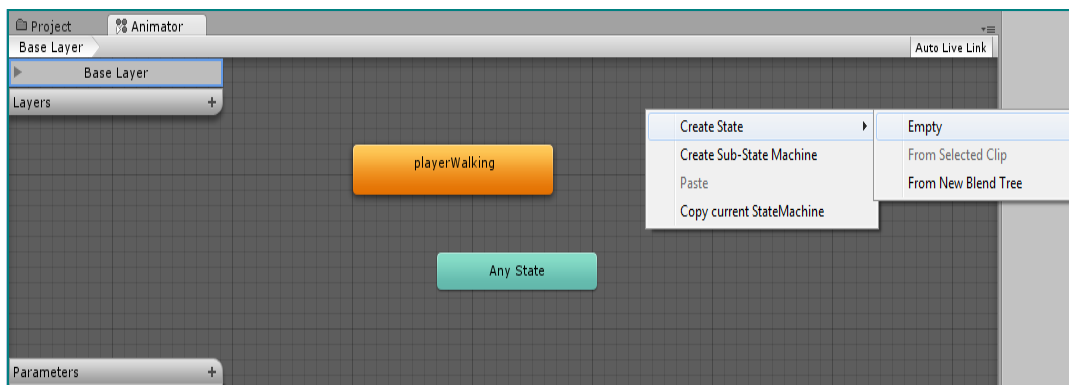 Project
Animator
Base Layer
Auto Live Link
Base Layer
Layers +
playerWalking
Any State
Create State
Create Sub-State Machine
Paste
Copy current StateMachine
Empty
From Selected Clip
From New Blend Tree
Parameters +